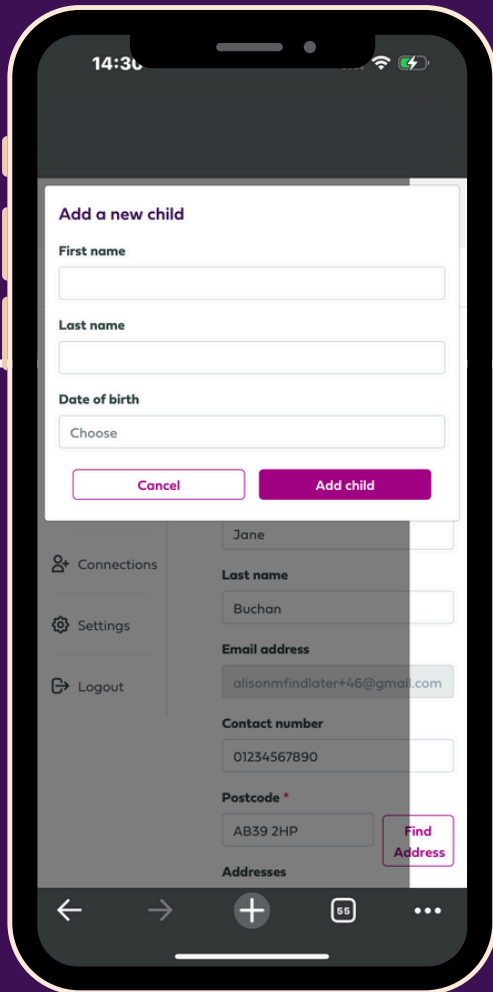 14:30
Add a new child
First name
Last name
Date of birth
Choose
Cancel
Add child
Jane
Connections
Last name
Buchan
Settings
Email address
alisonmfindlater+46@gmail.com
Logout
Contact number
01234567890
Postcode *
AB39 2HP
Find
Address
Addresses
55